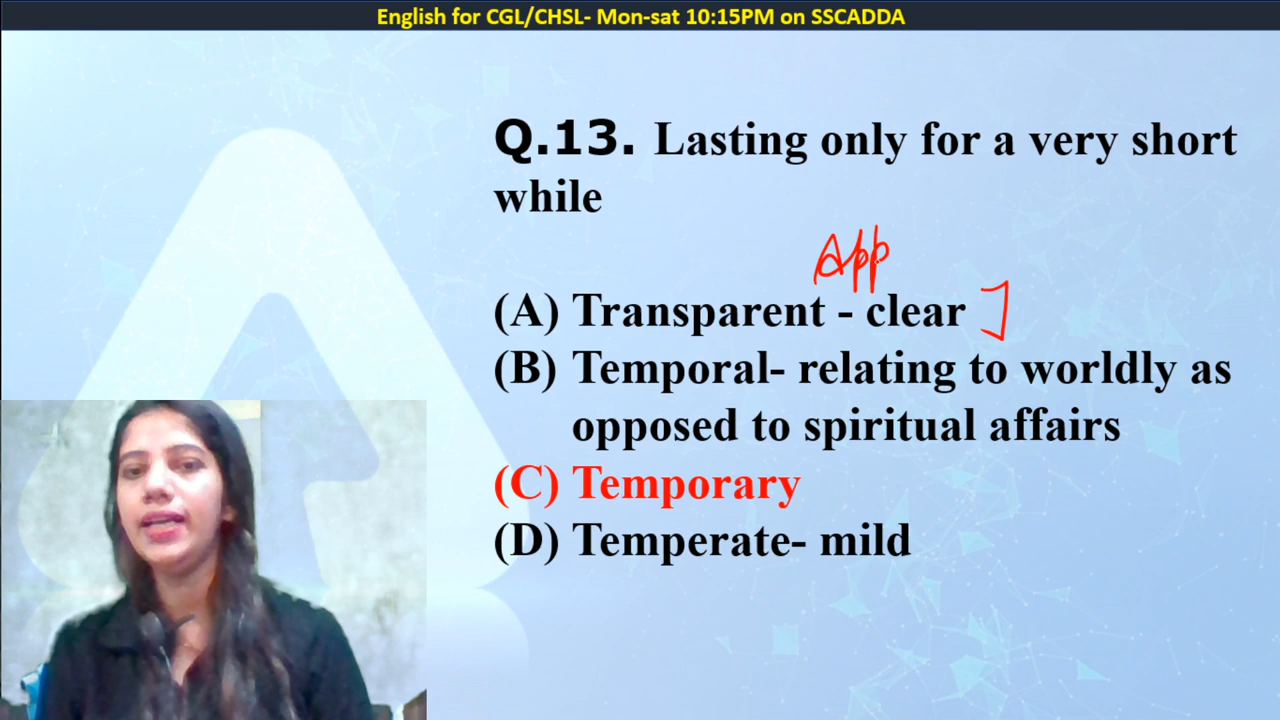 English for CGL/CHSL- Mon-sat 10:15PM on SSCADDA
Q.13. Lasting only for a very short
while
App
(A) Transparent - clear
(B) Temporal- relating to worldly as
opposed to spiritual affairs
(C) Temporary
(D) Temperate- mild